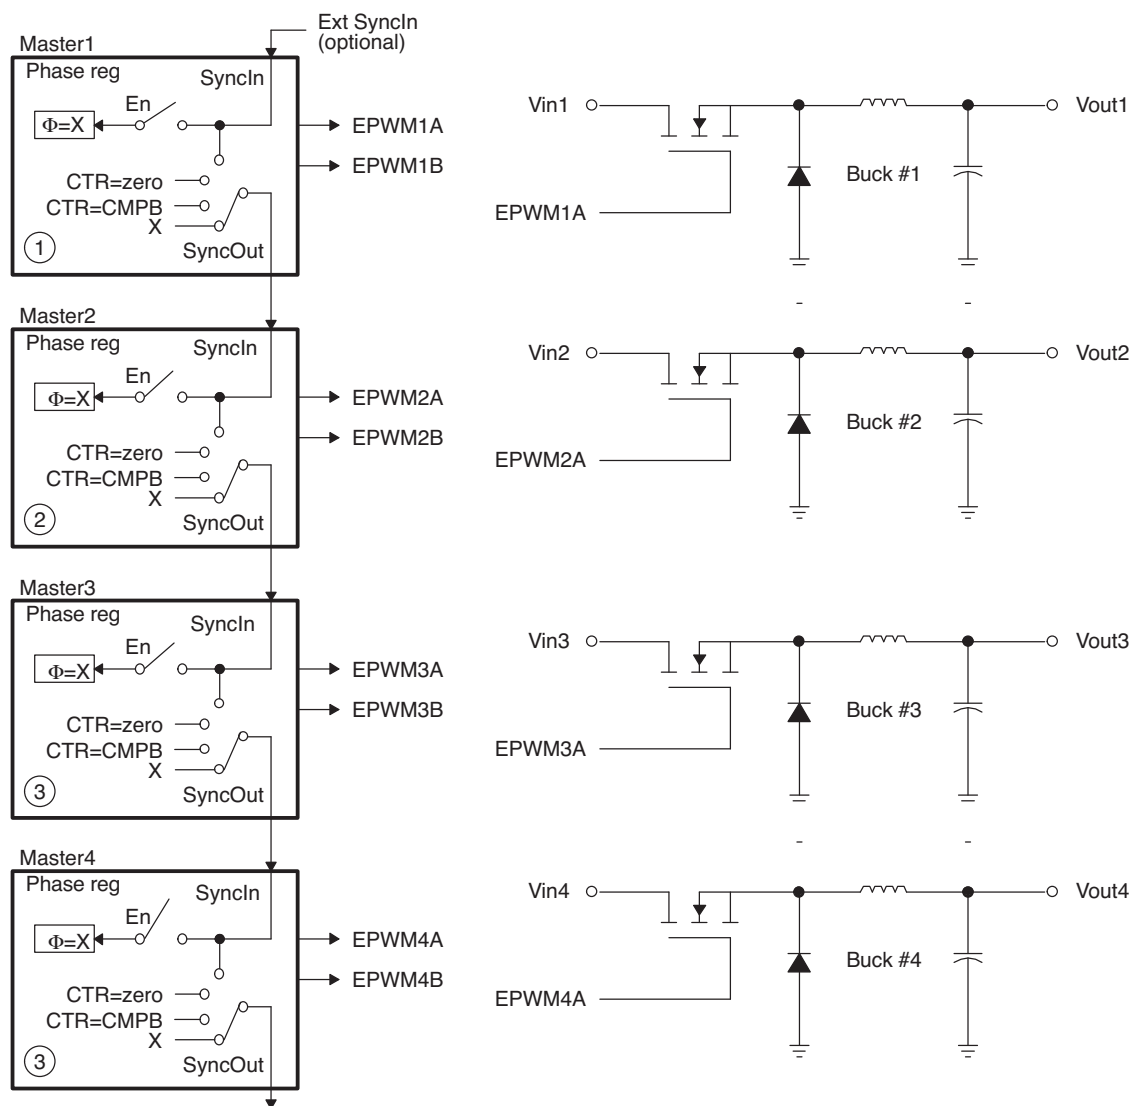 Ext SyncIn
(optional)
Master1
Phase reg
SyncIn
En
Φ=X
EPWM1A
EPWM1B
CTR=zero
CTR=CMPB
X
1
SyncOut
Vin1
Vout1
Buck #1
EPWM1A
Master2
Phase reg
SyncIn
En
Φ=X
EPWM2A
EPWM2B
CTR=zero
CTR=CMPB
X
2
SyncOut
Vin2
Vout2
Buck #2
EPWM2A
Master3
Phase reg
SyncIn
En
Φ=X
EPWM3A
EPWM3B
CTR=zero
CTR=CMPB
X
3
SyncOut
Vin3
Vout3
Buck #3
EPWM3A
Master4
Phase reg
SyncIn
En
Φ=X
EPWM4A
EPWM4B
CTR=zero
CTR=CMPB
X
3
SyncOut
Vin4
Vout4
Buck #4
EPWM4A